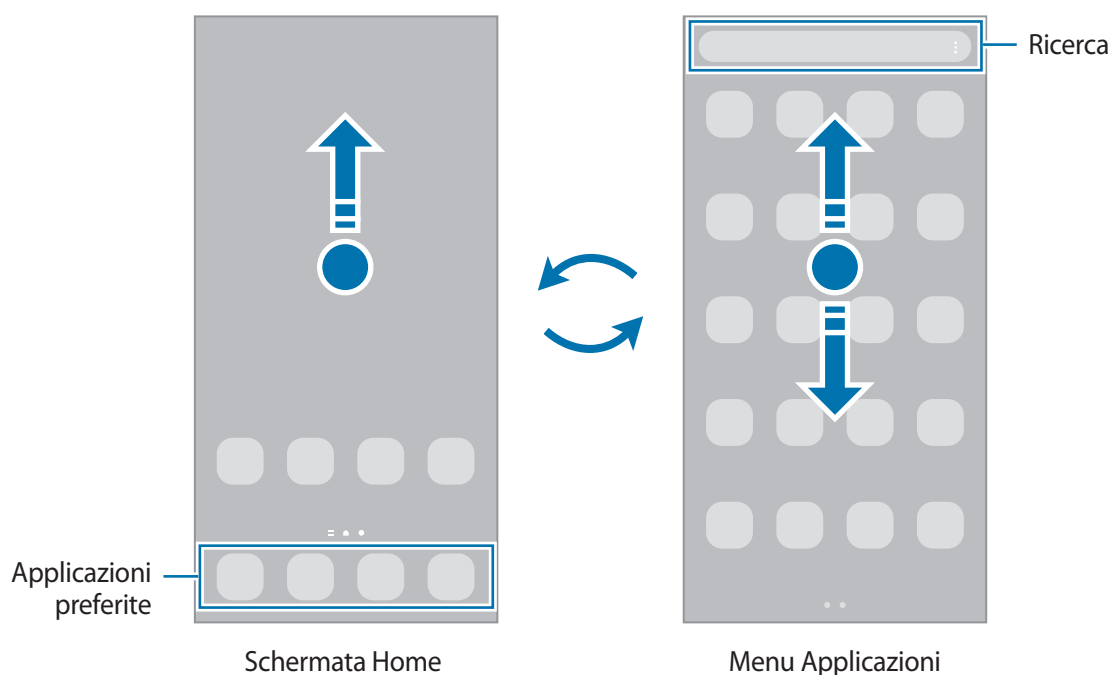 Ricerca
Applicazioni
preferite
Schermata Home
Menu Applicazioni